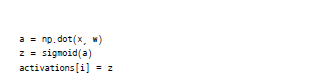 a = np.dot(x, w)
z = sigmoid(a)
activations[i] = z